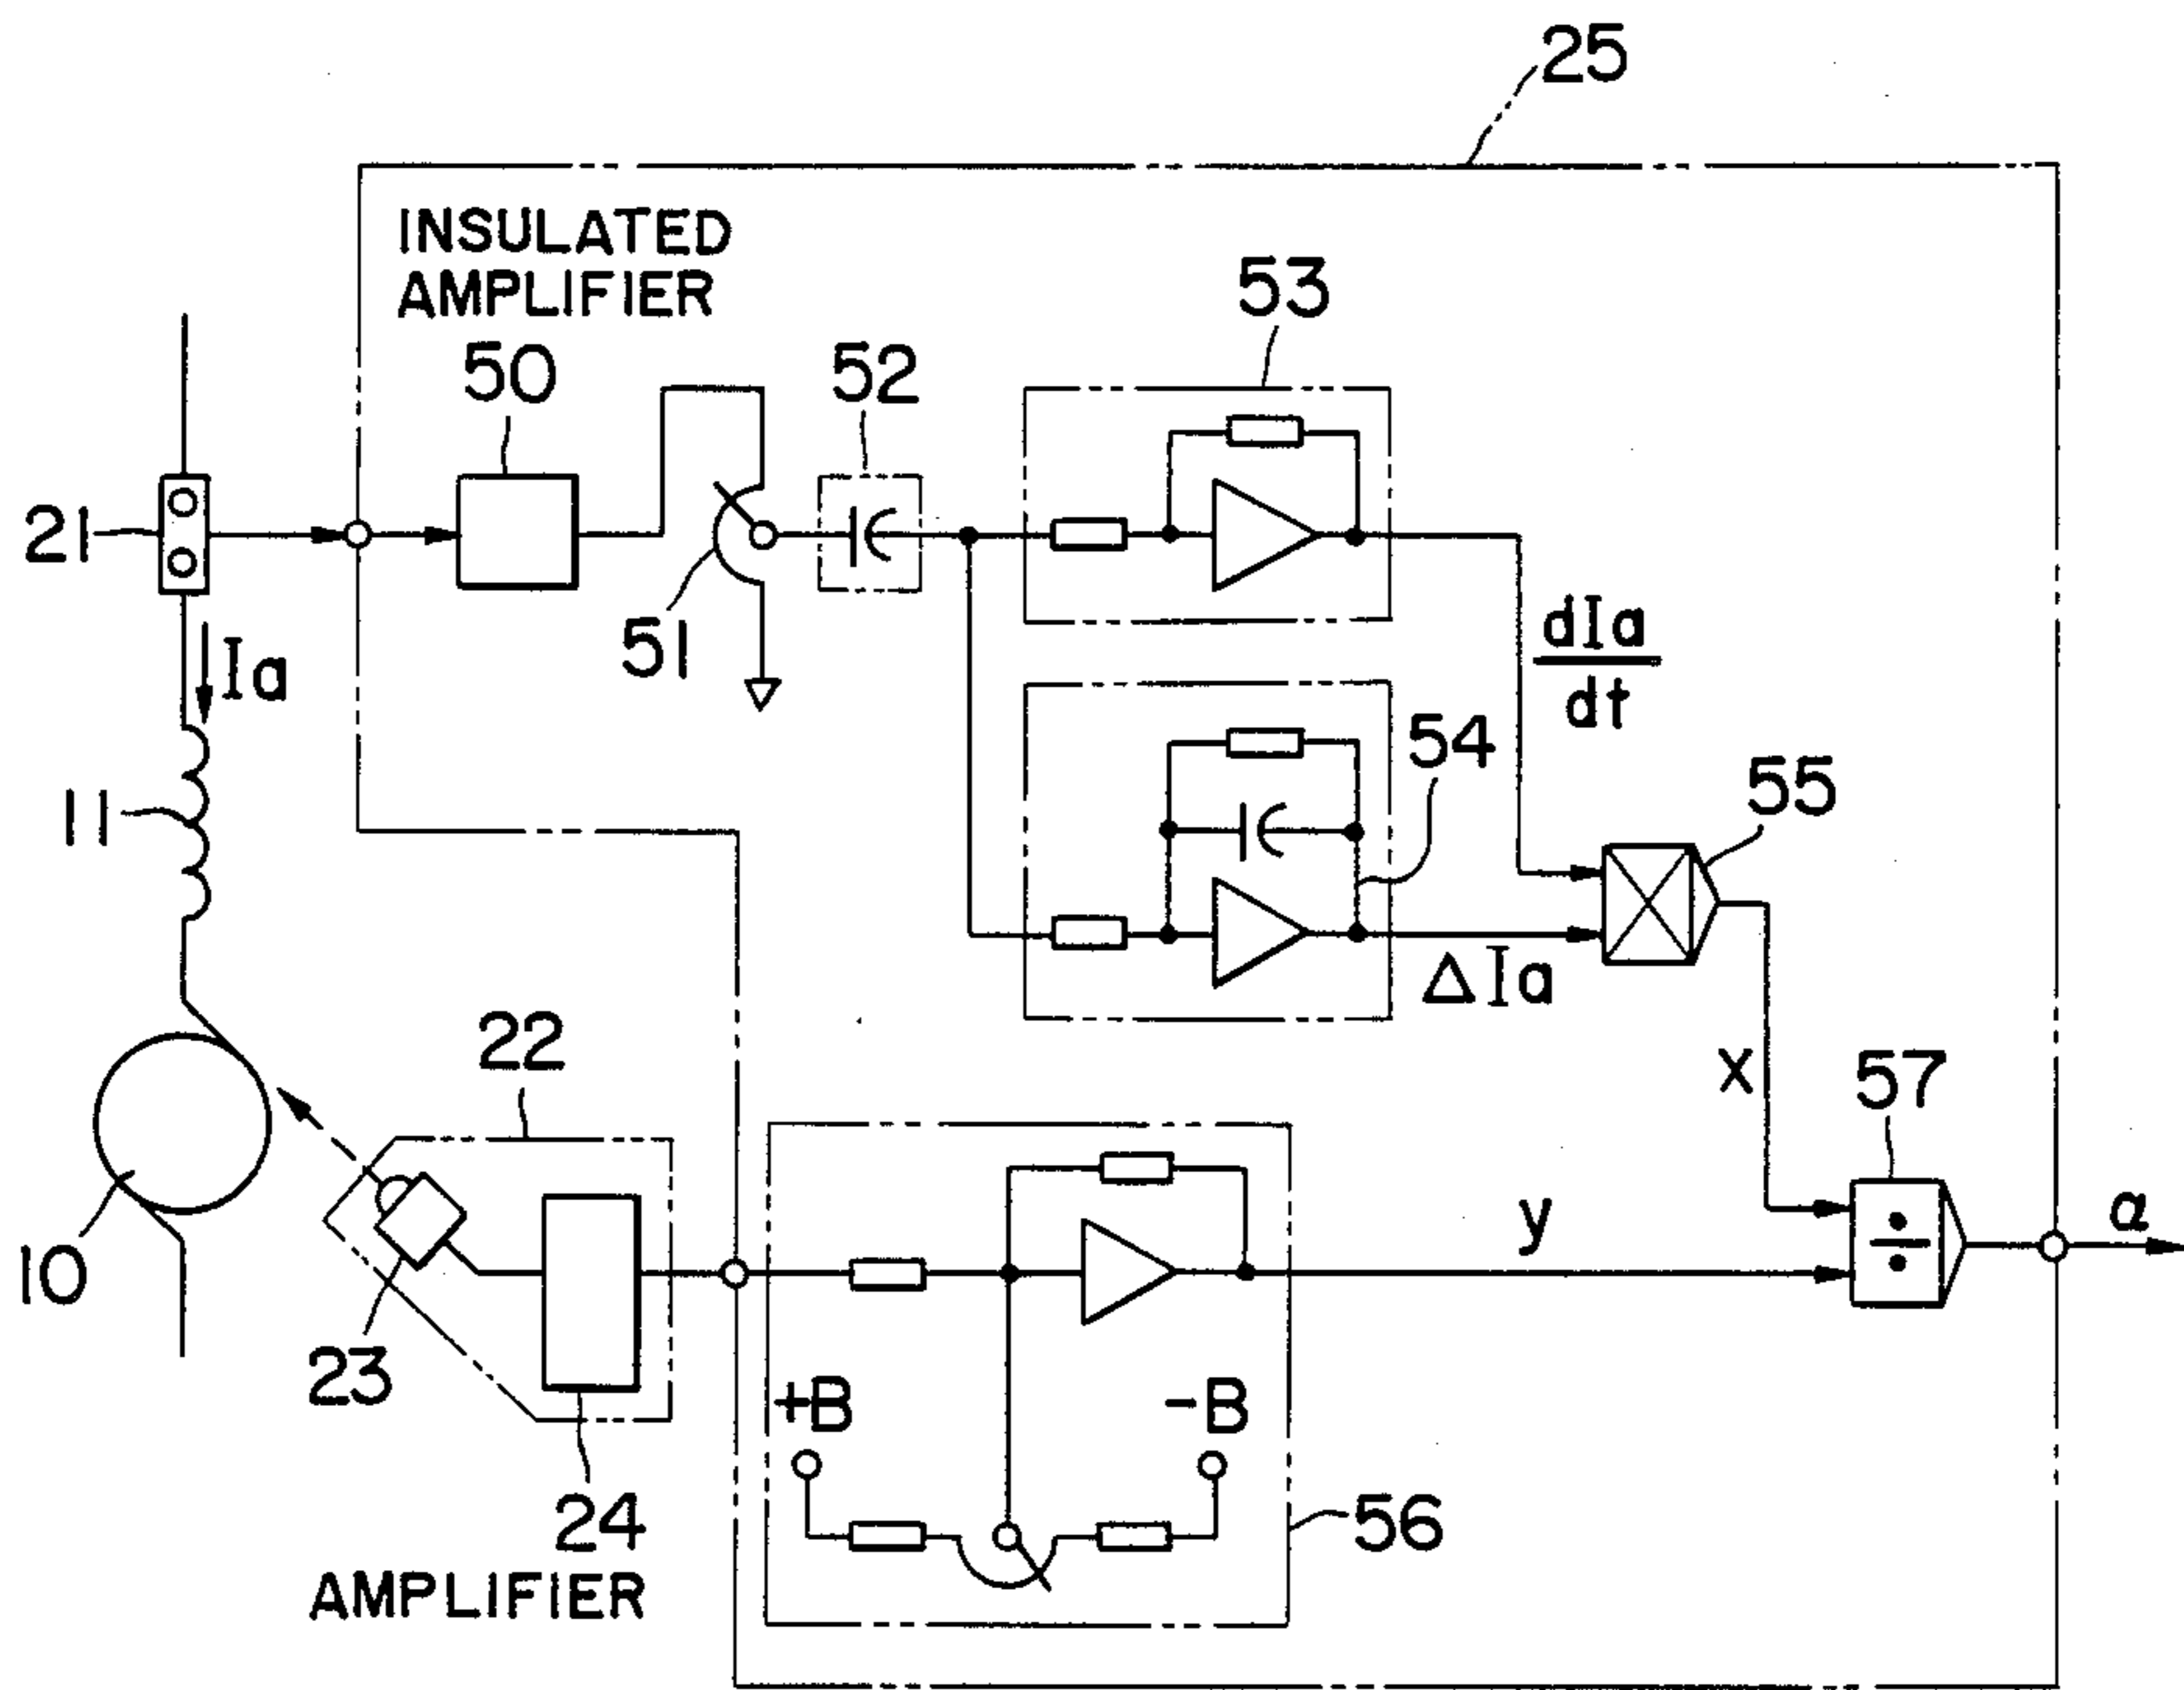 25
INSULATED
AMPLIFIER
50
52
53
21
51
Ia
dIa
dt
54
55
11
ΔIa
22
x
57
y
a
10
23
+B
-B
24
AMPLIFIER
56